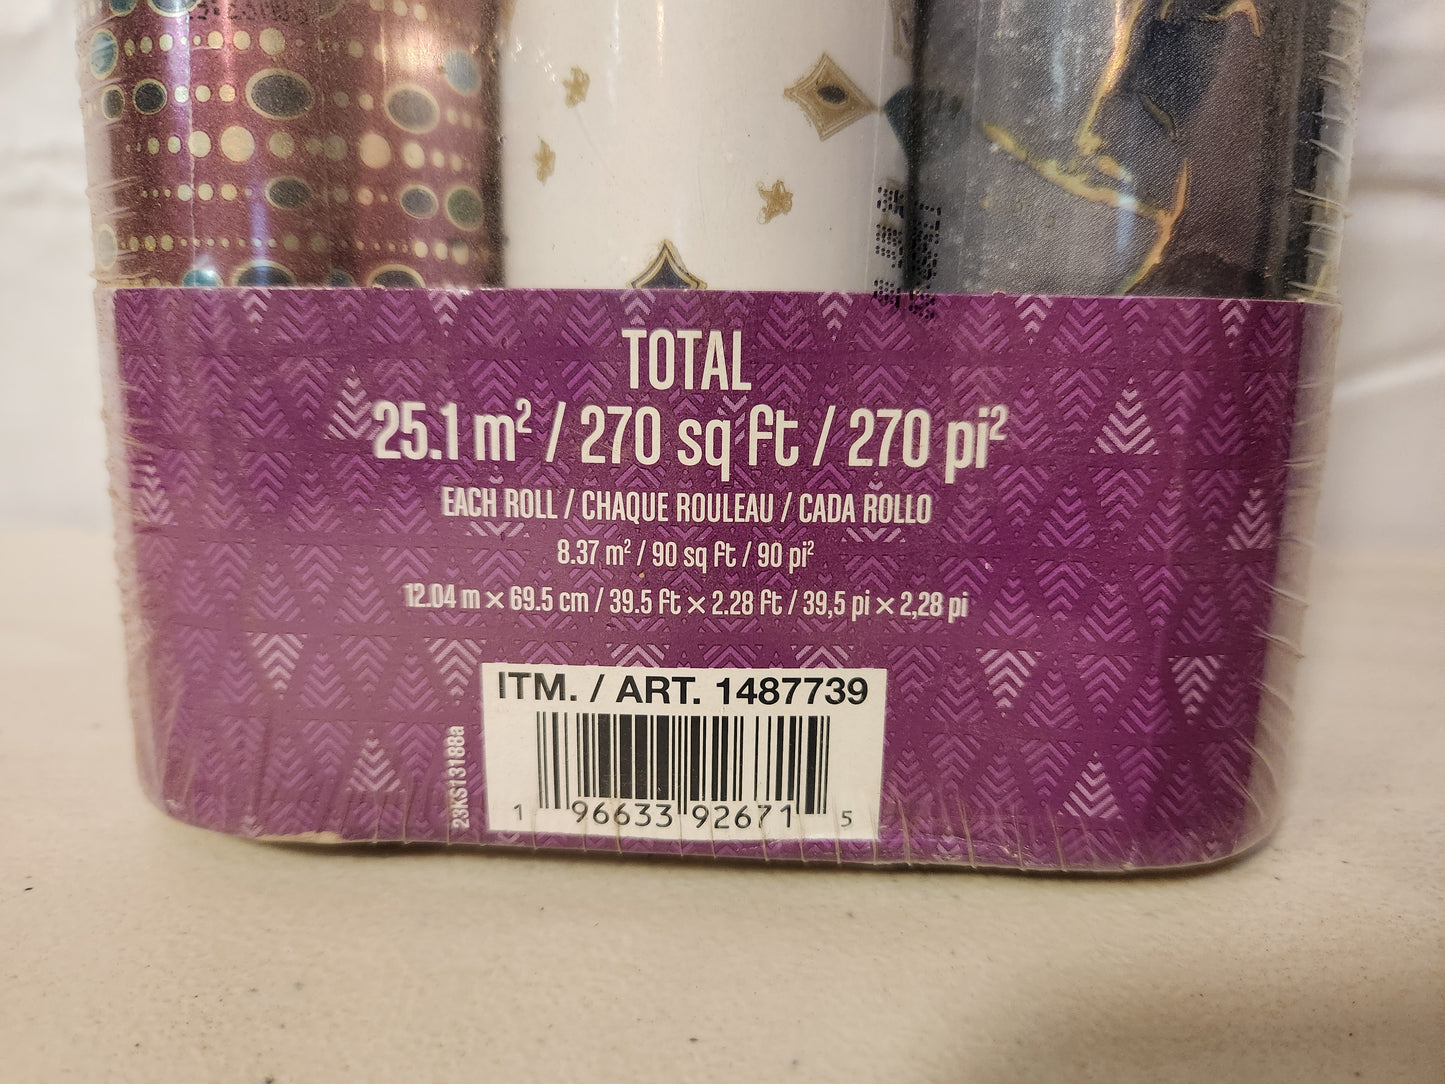 TOTAL
25.1 m² / 270 sq ft / 270 pi²
EACH ROLL / CHAQUE ROULEAU / CADA ROLLO
8.37 m² / 90 sq ft / 90 pi²
12.04 m × 69.5 cm / 39.5 ft × 2.28 ft / 39,5 pi × 2,28 pi
ITM. / ART. 1487739
23KS13188a
1 96633 92671 5